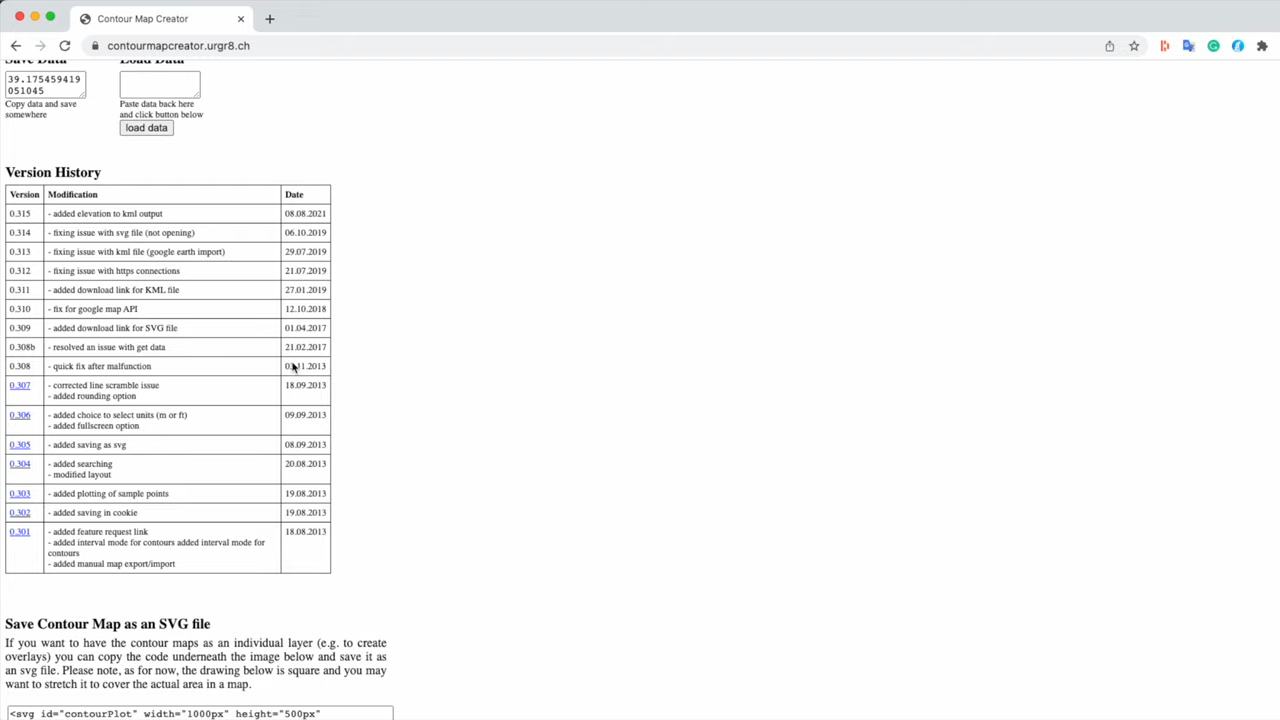 Contour Map Creator
contourmapcreator.urgr8.ch
Save Data
Load Data
39.175459419
051045
Copy data and save
somewhere
Paste data back here
and click button below
load data
Version History
Version Modification Date
0.315 - added elevation to kml output 08.08.2021
0.314 - fixing issue with svg file (not opening) 06.10.2019
0.313 - fixing issue with kml file (google earth import) 29.07.2019
0.312 - fixing issue with https connections 21.07.2019
0.311 - added download link for KML file 27.01.2019
0.310 - fix for google map API 12.10.2018
0.309 - added download link for SVG file 01.04.2017
0.308b - resolved an issue with get data 21.02.2017
0.308 - quick fix after malfunction
0.307 - corrected line scramble issue 18.09.2013
- added rounding option
0.306 - added choice to select units (m or ft) 09.09.2013
- added fullscreen option
0.305 - added saving as svg 08.09.2013
0.304 - added searching 20.08.2013
- modified layout
0.303 - added plotting of sample points 19.08.2013
0.302 - added saving in cookie 19.08.2013
0.301 - added feature request link 18.08.2013
- added interval mode for contours added interval mode for
contours
- added manual map export/import
Save Contour Map as an SVG file
If you want to have the contour maps as an individual layer (e.g. to create
overlays) you can copy the code underneath the image below and save it as
an svg file. Please note, as for now, the drawing below is square and you may
want to stretch it to cover the actual area in a map.
<svg id="contourPlot" width="1000px" height="500px"